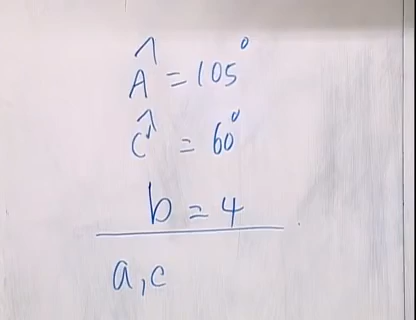 Â = 105°
Ĉ = 60°
b = 4
a, c